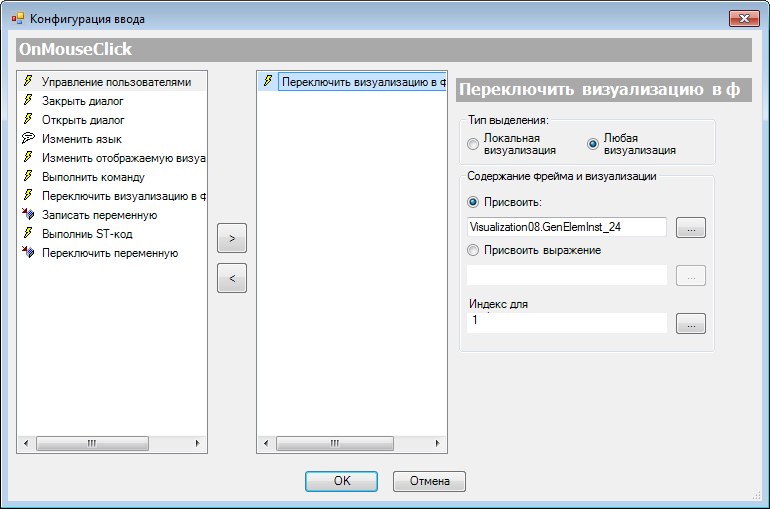 Конфигурация ввода
OnMouseClick
Управление пользователями
Закрыть диалог
Открыть диалог
Изменить язык
Изменить отображаемую визуа
Выполнить команду
Переключить визуализацию в ф
Записать переменную
Выполниь ST-код
Переключить переменную
>
<
Переключить визуализацию в ф
Переключить визуализацию в ф
Тип выделения:
Локальная
визуализация
Любая
визуализация
Содержание фрейма и визуализации
Присвоить:
Visualization08.GenElemInst_24
...
Присвоить выражение
...
Индекс для
1
...
OK
Отмена